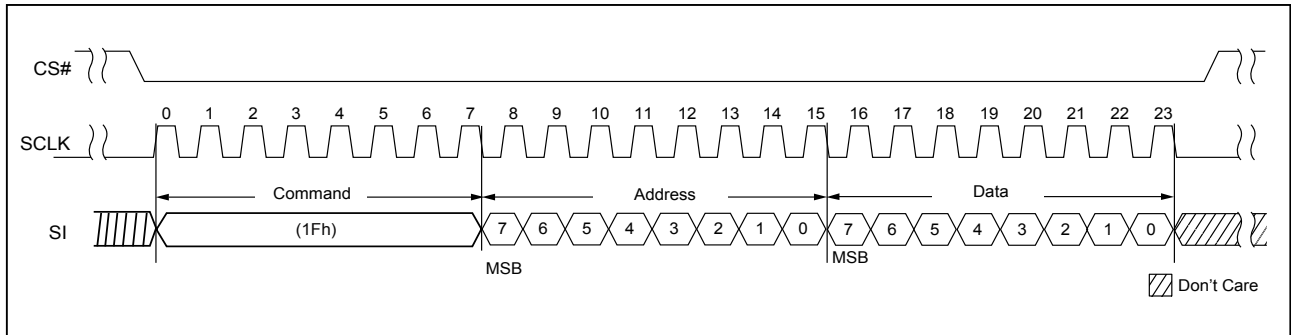 CS#
0 1 2 3 4 5 6 7 8 9 10 11 12 13 14 15 16 17 18 19 20 21 22 23
SCLK
Command Address Data
SI (1Fh) 7 6 5 4 3 2 1 0 7 6 5 4 3 2 1 0
MSB MSB
Don't Care